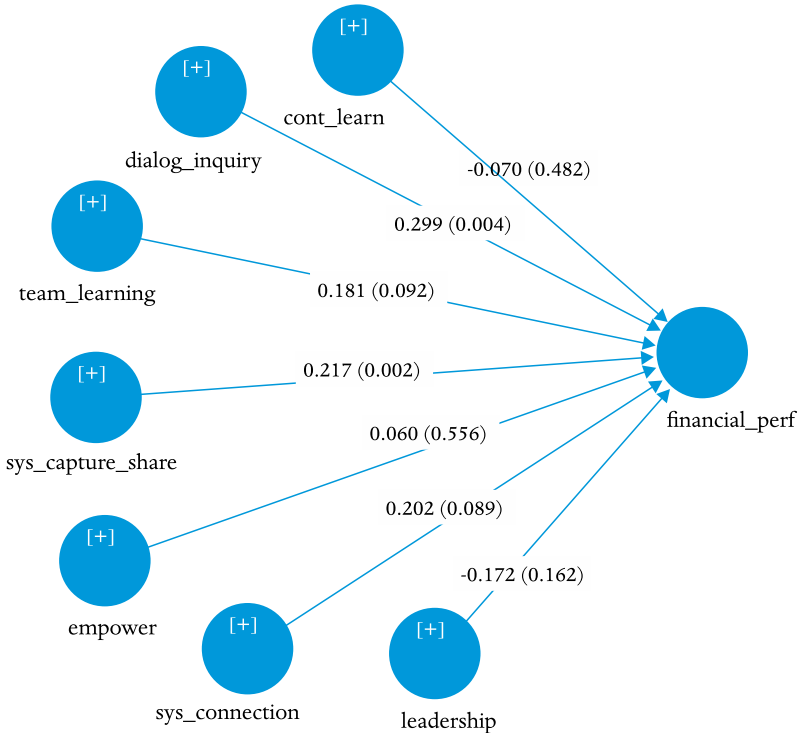 [+]
cont_learn
[+]
dialog_inquiry
-0.070 (0.482)
[+]
0.299 (0.004)
team_learning
0.181 (0.092)
[+]
0.217 (0.002)
financial_perf
sys_capture_share
0.060 (0.556)
[+]
0.202 (0.089)
empower
-0.172 (0.162)
[+]
sys_connection
[+]
leadership